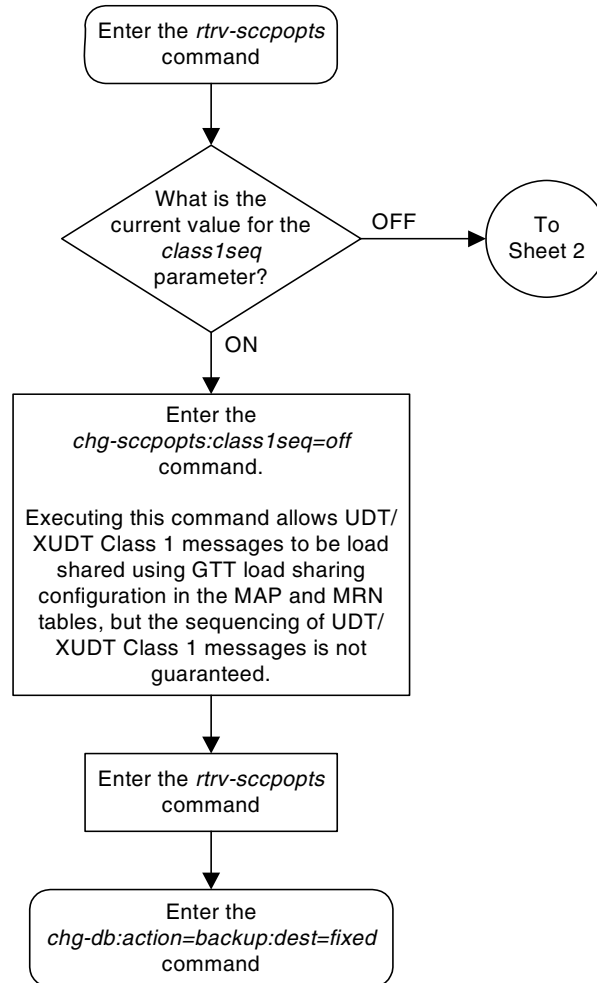 Enter the rtrv-sccpopts
command
What is the
current value for the
class1seq
parameter?
OFF
To
Sheet 2
ON
Enter the
chg-sccpopts:class1seq=off
command.
Executing this command allows UDT/
XUDT Class 1 messages to be load
shared using GTT load sharing
configuration in the MAP and MRN
tables, but the sequencing of UDT/
XUDT Class 1 messages is not
guaranteed.
Enter the rtrv-sccpopts
command
Enter the
chg-db:action=backup:dest=fixed
command